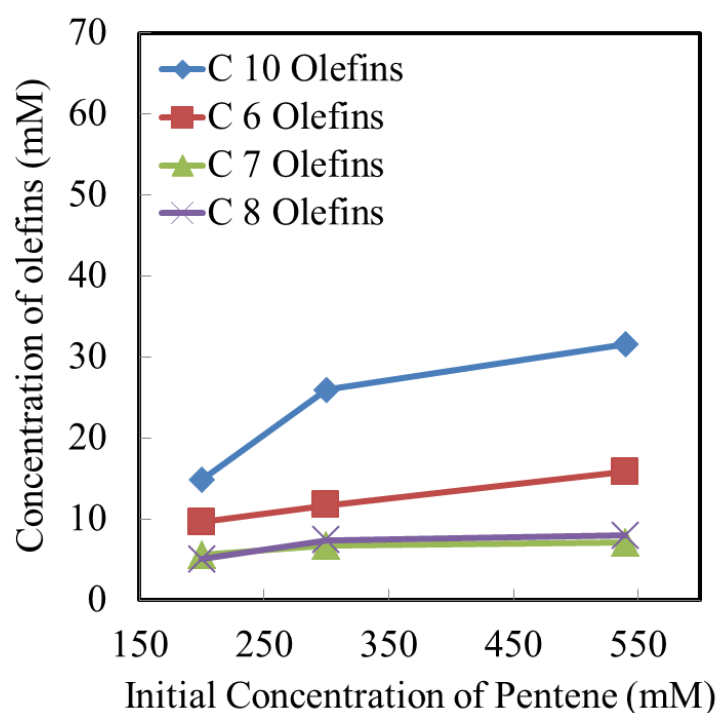 70
60
50
40
30
20
10
0
Concentration of olefins (mM)
C 10 Olefins
C 6 Olefins
C 7 Olefins
C 8 Olefins
150 250 350 450 550
Initial Concentration of Pentene (mM)